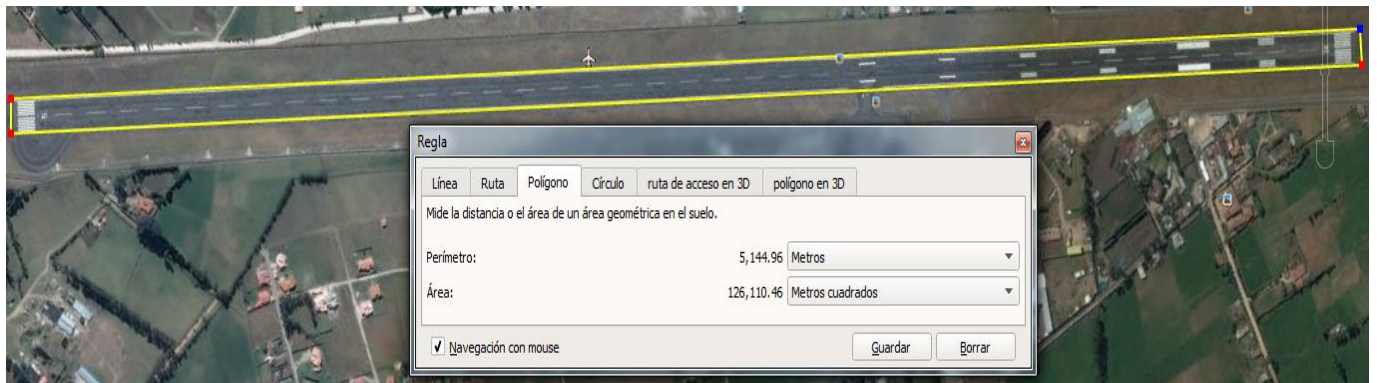 Regla
Línea Ruta Polígono Círculo ruta de acceso en 3D polígono en 3D
Mide la distancia o el área de un área geométrica en el suelo.
Perímetro: 5,144.96 Metros
Área: 126,110.46 Metros cuadrados
Navegación con mouse Guardar Borrar